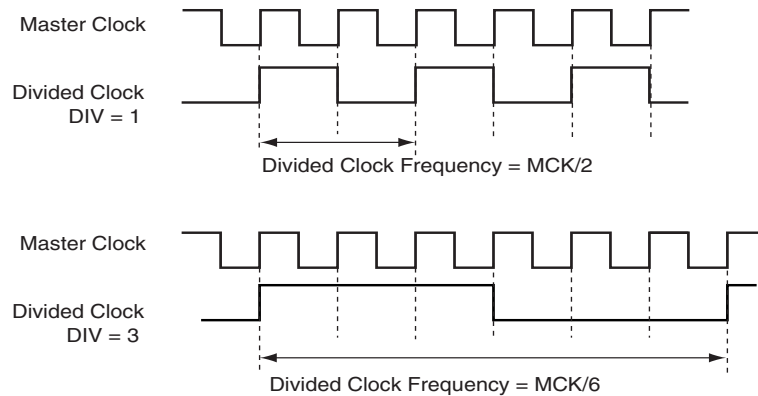 Master Clock
Divided Clock
DIV = 1
Divided Clock Frequency = MCK/2
Master Clock
Divided Clock
DIV = 3
Divided Clock Frequency = MCK/6